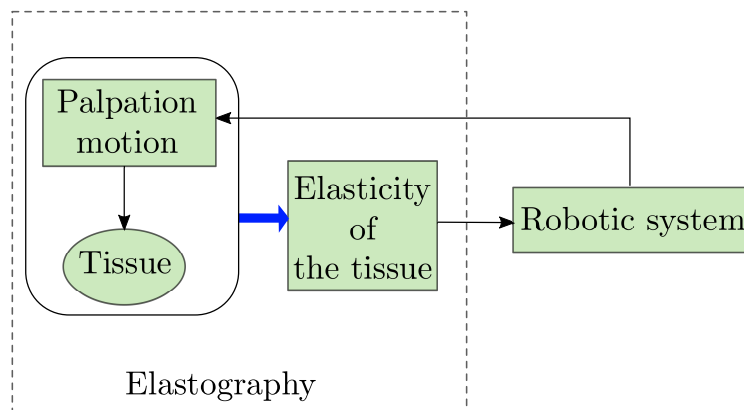 Palpation
motion
Tissue
Elasticity
of
the tissue
Robotic system
Elastography